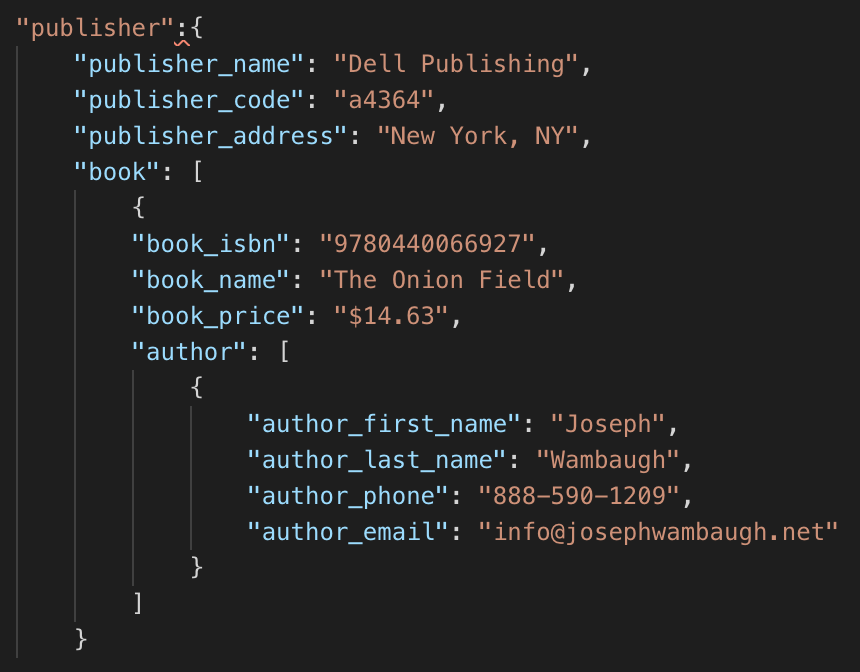 "publisher":{
"publisher_name": "Dell Publishing",
"publisher_code": "a4364",
"publisher_address": "New York, NY",
"book": [
{
"book_isbn": "9780440066927",
"book_name": "The Onion Field",
"book_price": "$14.63",
"author": [
{
"author_first_name": "Joseph",
"author_last_name": "Wambaugh",
"author_phone": "888-590-1209",
"author_email": "info@josephwambaugh.net"
}
]
}